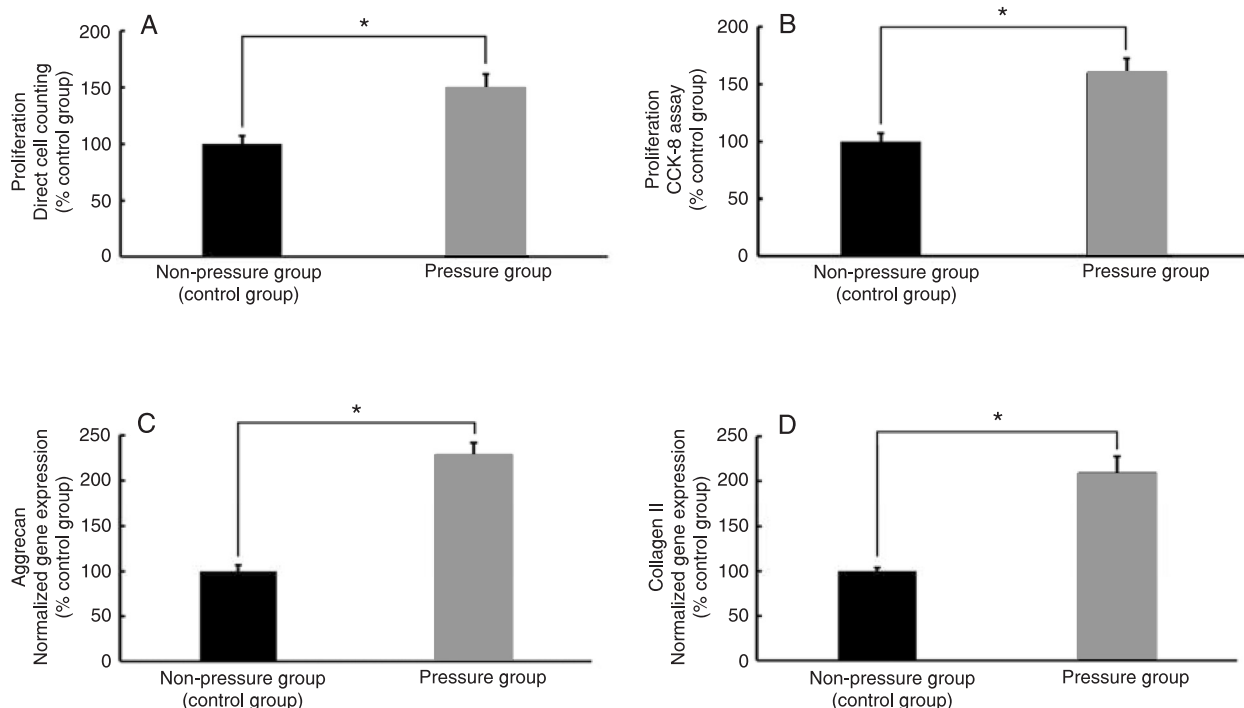 A
*
Proliferation
Direct cell counting
(% control group)
200
150
100
50
0
Non-pressure group
(control group)
Pressure group
B
*
Proliferation
CCK-8 assay
(% control group)
200
150
100
50
0
Non-pressure group
(control group)
Pressure group
C
*
Aggrecan
Normalized gene expression
(% control group)
250
200
150
100
50
0
Non-pressure group
(control group)
Pressure group
D
*
Collagen II
Normalized gene expression
(% control group)
250
200
150
100
50
0
Non-pressure group
(control group)
Pressure group